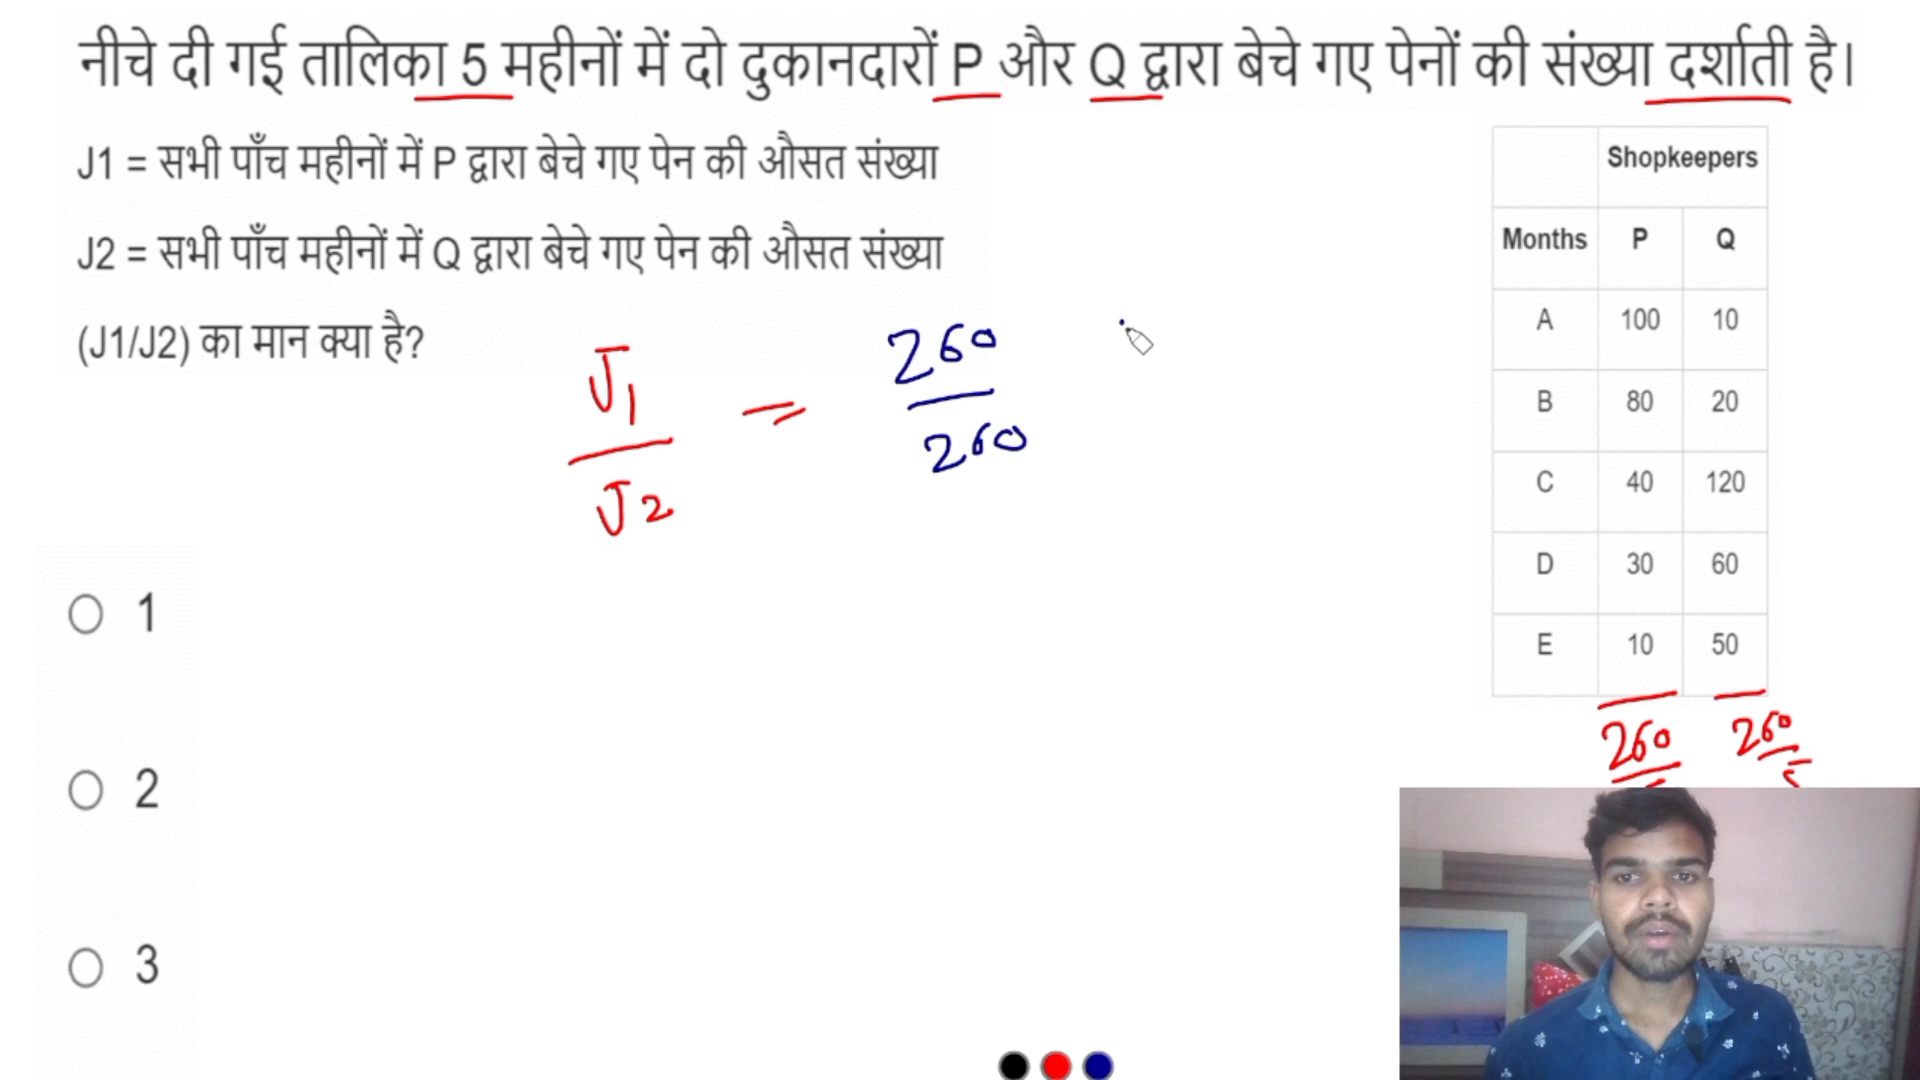 नीचे दी गई तालिका 5 महीनों में दो दुकानदारों P और Q द्वारा बेचे गए पेनों की संख्या दर्शाती है।
J1 = सभी पाँच महीनों में P द्वारा बेचे गए पेन की औसत संख्या
J2 = सभी पाँच महीनों में Q द्वारा बेचे गए पेन की औसत संख्या
(J1/J2) का मान क्या है?
J1
J2
=
260
260
1
2
3
Shopkeepers
Months P Q
A 100 10
B 80 20
C 40 120
D 30 60
E 10 50
260 260